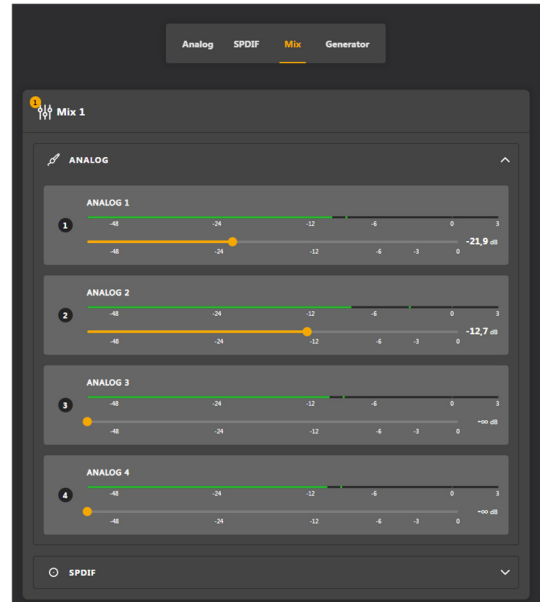 Analog SPDIF Mix Generator
1
Mix 1
ANALOG
ANALOG 1
1
-48 -24 -12 -6 0 3
-21,9 dB
-48 -24 -12 -6 -3 0
ANALOG 2
2
-48 -24 -12 -6 0 3
-12,7 dB
-48 -24 -12 -6 -3 0
ANALOG 3
3
-48 -24 -12 -6 0 3
-∞ dB
-48 -24 -12 -6 -3 0
ANALOG 4
4
-48 -24 -12 -6 0 3
-∞ dB
-48 -24 -12 -6 -3 0
SPDIF